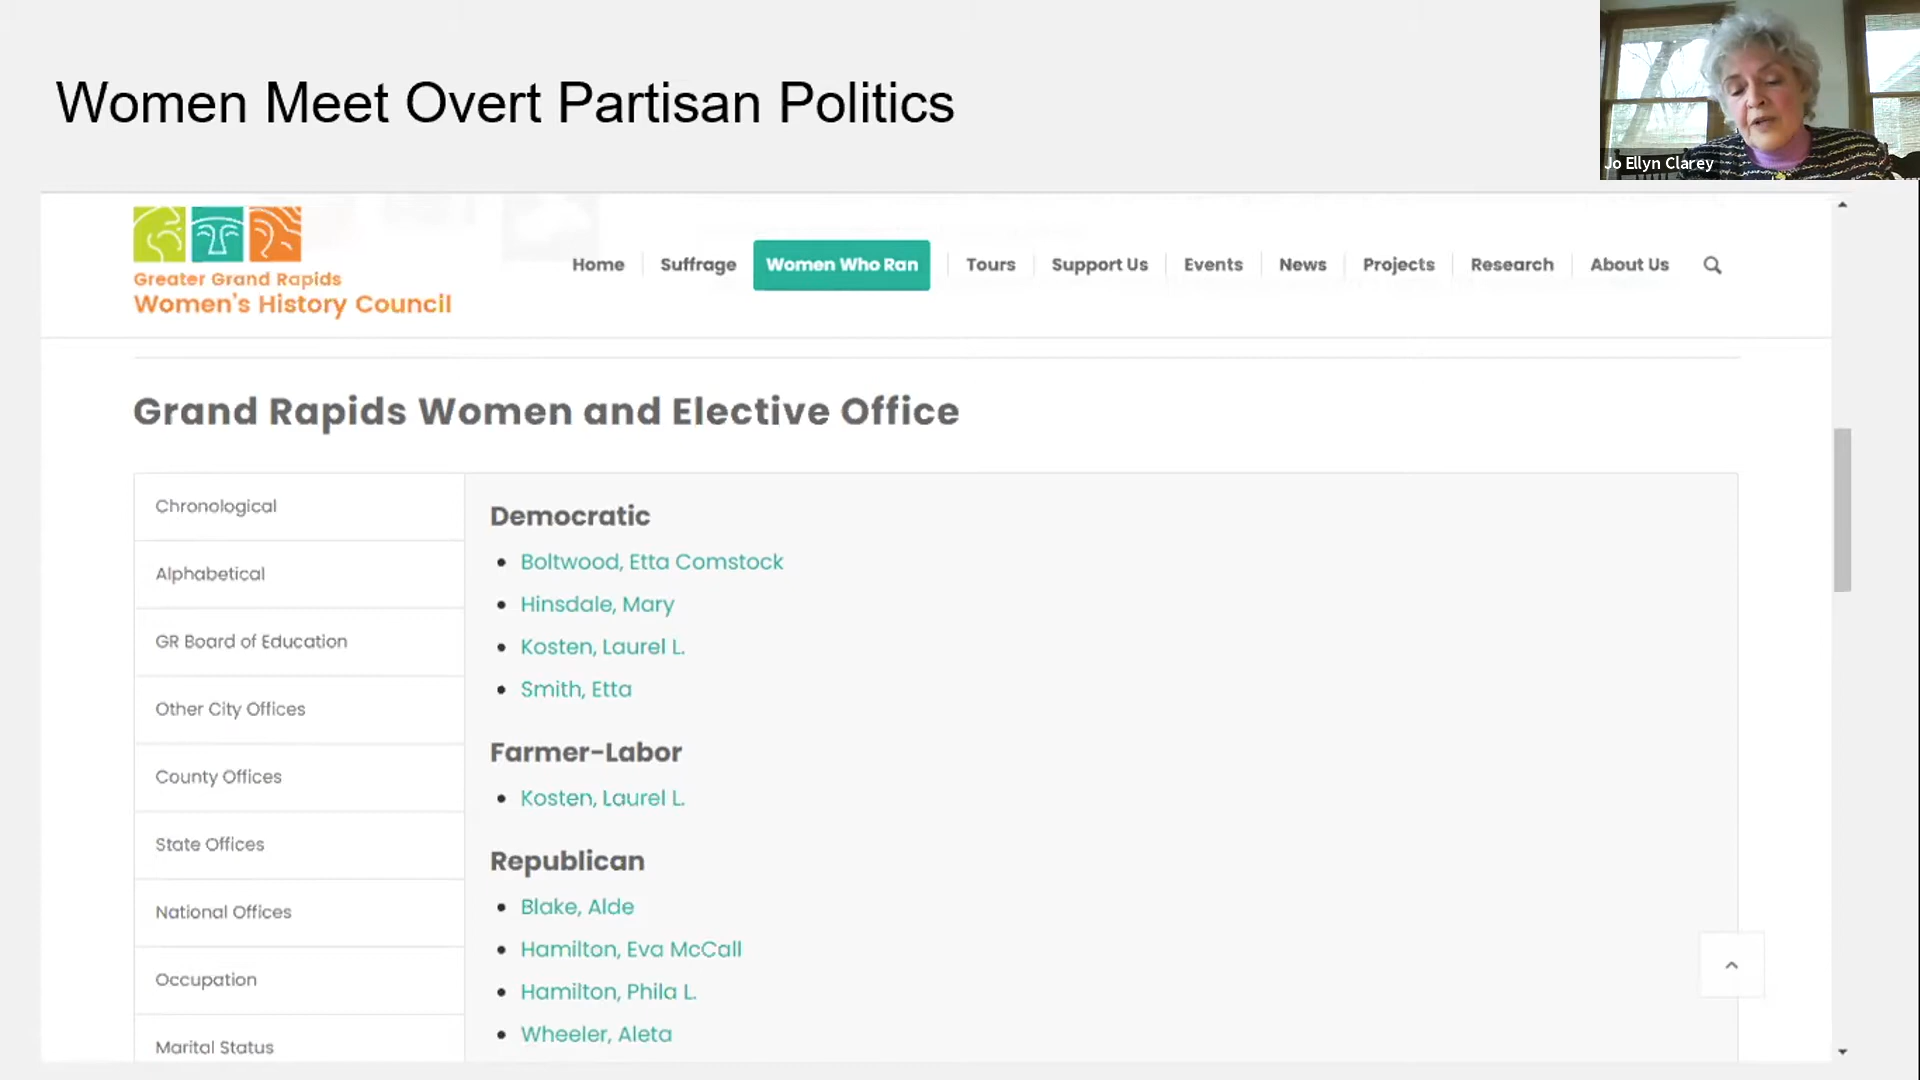 Women Meet Overt Partisan Politics
Jo Ellyn Clarey
Greater Grand Rapids
Women's History Council
Home
Suffrage
Women Who Ran
Tours
Support Us
Events
News
Projects
Research
About Us
Grand Rapids Women and Elective Office
Chronological
Alphabetical
GR Board of Education
Other City Offices
County Offices
State Offices
National Offices
Occupation
Marital Status
Democratic
Boltwood, Etta Comstock
Hinsdale, Mary
Kosten, Laurel L.
Smith, Etta
Farmer-Labor
Kosten, Laurel L.
Republican
Blake, Alde
Hamilton, Eva McCall
Hamilton, Phila L.
Wheeler, Aleta